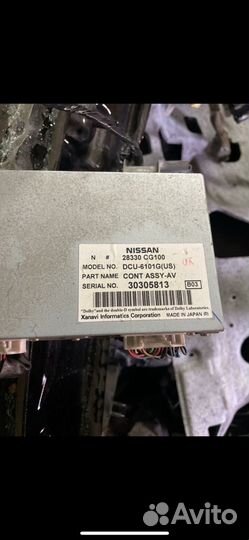 NISSAN
N # 28330 CG100
MODEL NO. DCU-6101G(US)
PART NAME CONT ASSY-AV
SERIAL NO. 30305813 B03
OK
"Dolby" and the double-D symbol are trademarks of Dolby Laboratories.
Xanavi Informatics Corporation MADE IN JAPAN (R)
Avito